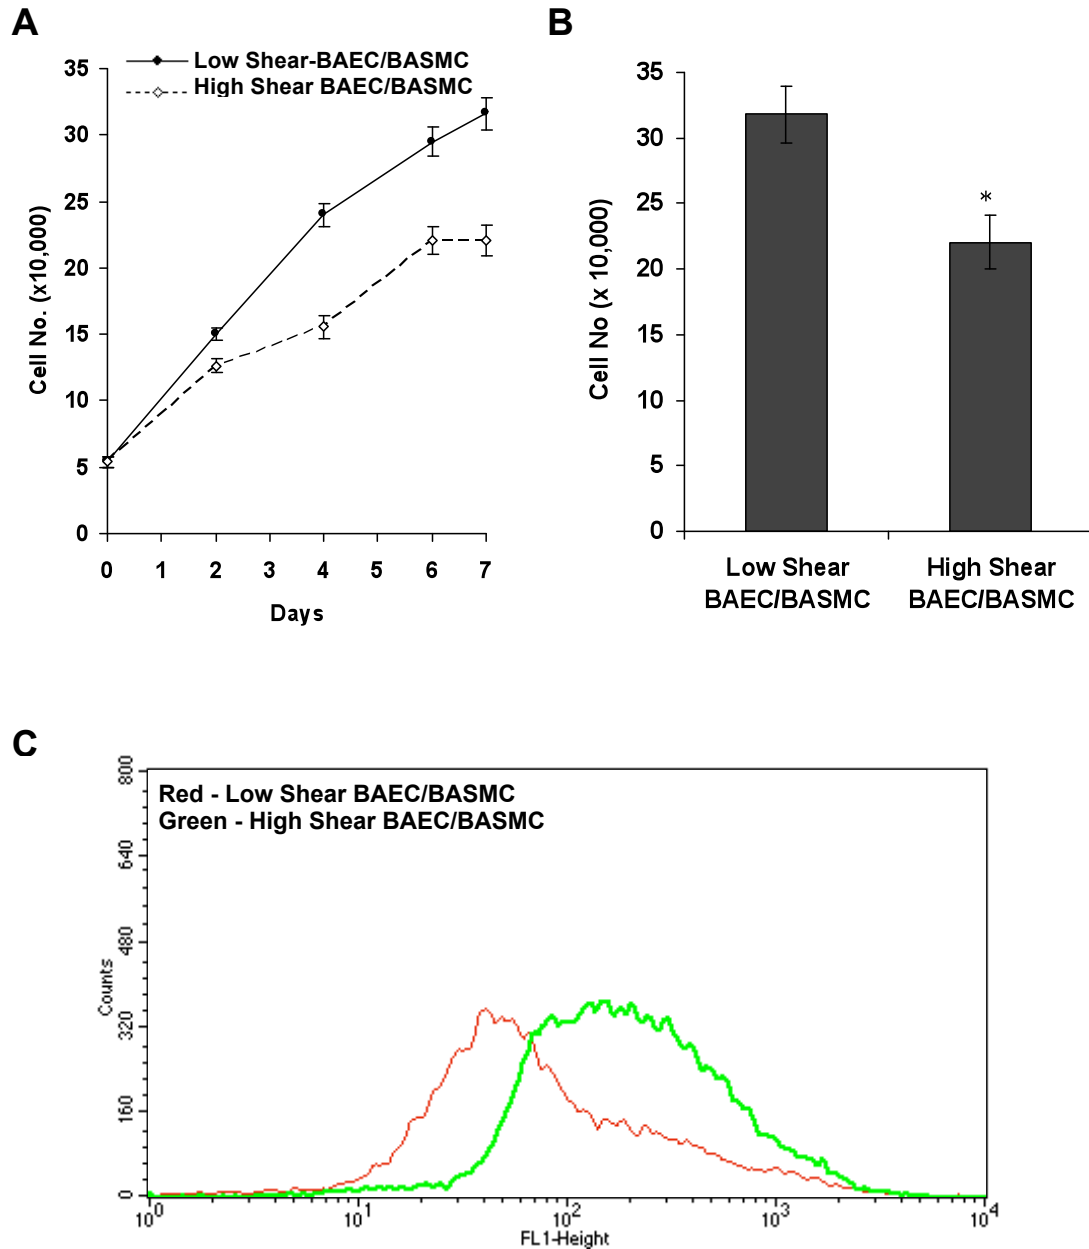 A
Low Shear-BAEC/BASMC
High Shear BAEC/BASMC
35
30
25
20
15
10
5
0
Cell No. (x10,000)
0 1 2 3 4 5 6 7
Days
B
35
30
25
20
15
10
5
0
Cell No (x 10,000)
*
Low Shear
BAEC/BASMC
High Shear
BAEC/BASMC
C
Red - Low Shear BAEC/BASMC
Green - High Shear BAEC/BASMC
800
640
480
320
160
0
Counts
10^0 10^1 10^2 10^3 10^4
FL1-Height